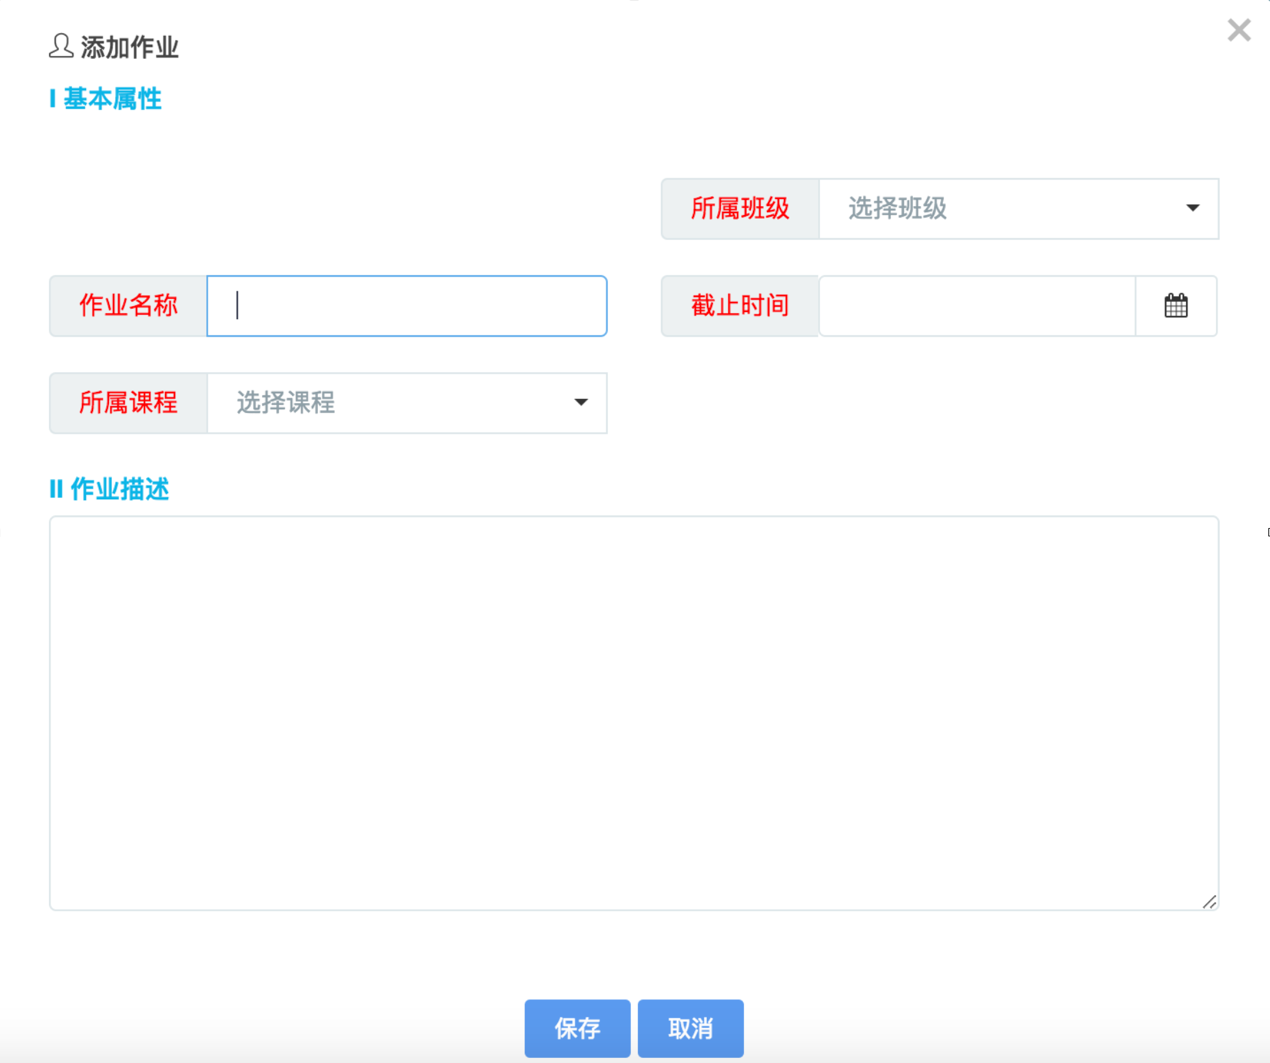 添加作业
I 基本属性
所属班级 选择班级
作业名称 截止时间
所属课程 选择课程
II 作业描述
保存 取消